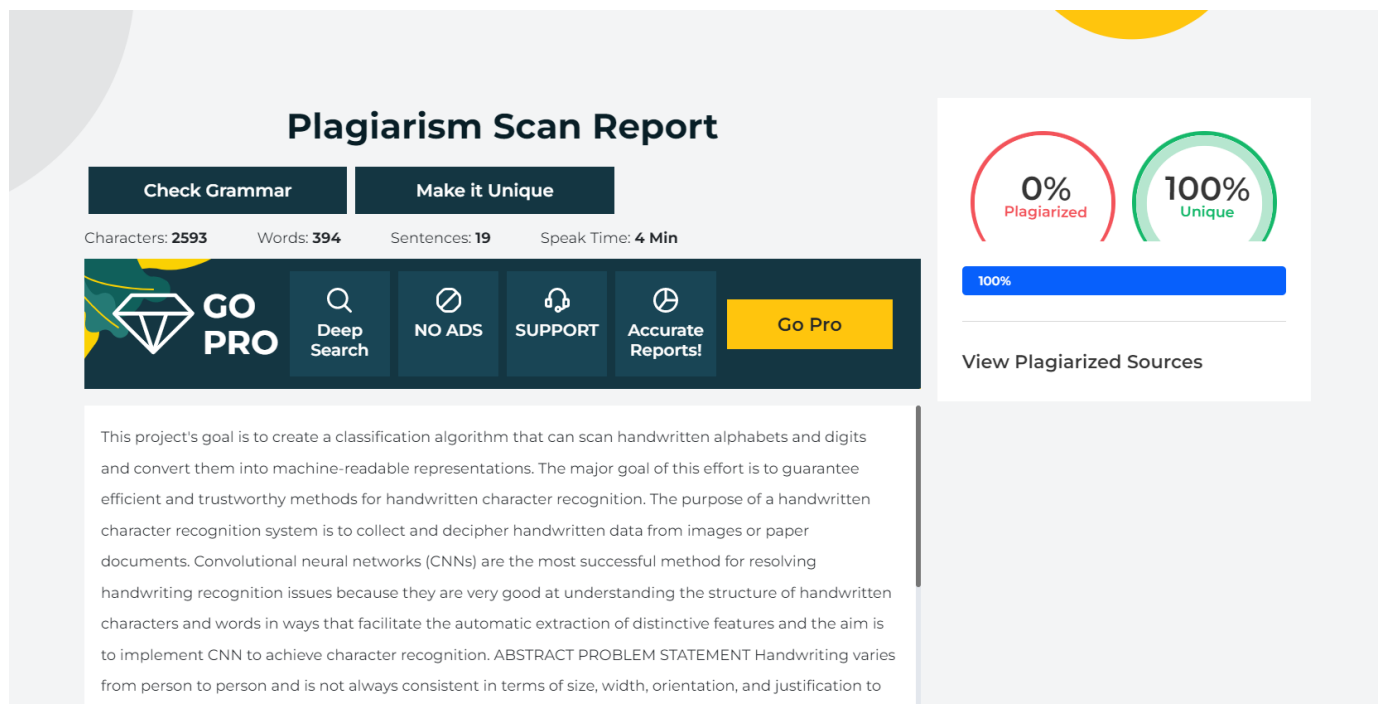 Plagiarism Scan Report
Check Grammar
Make it Unique
Characters: 2593 Words: 394 Sentences: 19 Speak Time: 4 Min
GO
PRO
Deep
Search
NO ADS
SUPPORT
Accurate
Reports!
Go Pro
This project's goal is to create a classification algorithm that can scan handwritten alphabets and digits
and convert them into machine-readable representations. The major goal of this effort is to guarantee
efficient and trustworthy methods for handwritten character recognition. The purpose of a handwritten
character recognition system is to collect and decipher handwritten data from images or paper
documents. Convolutional neural networks (CNNs) are the most successful method for resolving
handwriting recognition issues because they are very good at understanding the structure of handwritten
characters and words in ways that facilitate the automatic extraction of distinctive features and the aim is
to implement CNN to achieve character recognition. ABSTRACT PROBLEM STATEMENT Handwriting varies
from person to person and is not always consistent in terms of size, width, orientation, and justification to
0%
Plagiarized
100%
Unique
100%
View Plagiarized Sources